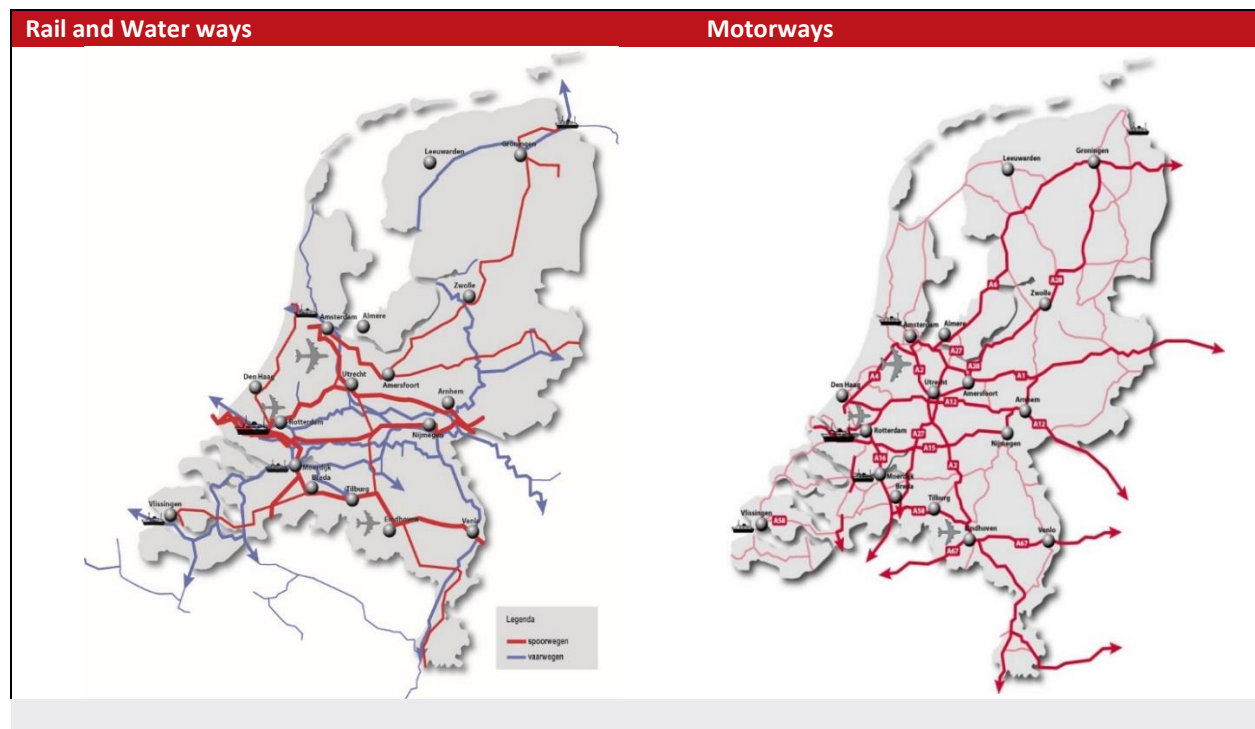 Rail and Water ways
Motorways
Leeuwarden
Groningen
Zwolle
Amsterdam
Almere
Den Haag
Utrecht
Amersfoort
Arnhem
Rotterdam
Nijmegen
Moerdijk
Breda
Tilburg
Vlissingen
Eindhoven
Venlo
Legenda
spoorwegen
vaarwegen
Leeuwarden
Groningen
A6
A28
Zwolle
Amsterdam
Almere
A27
A28
A4
A2
A1
Den Haag
Utrecht
Amersfoort
A12
Arnhem
A12
Rotterdam
A27
A15
Nijmegen
A16
A2
Moerdijk
Breda
Tilburg
A58
Vlissingen
A58
Eindhoven
Venlo
A67
A67